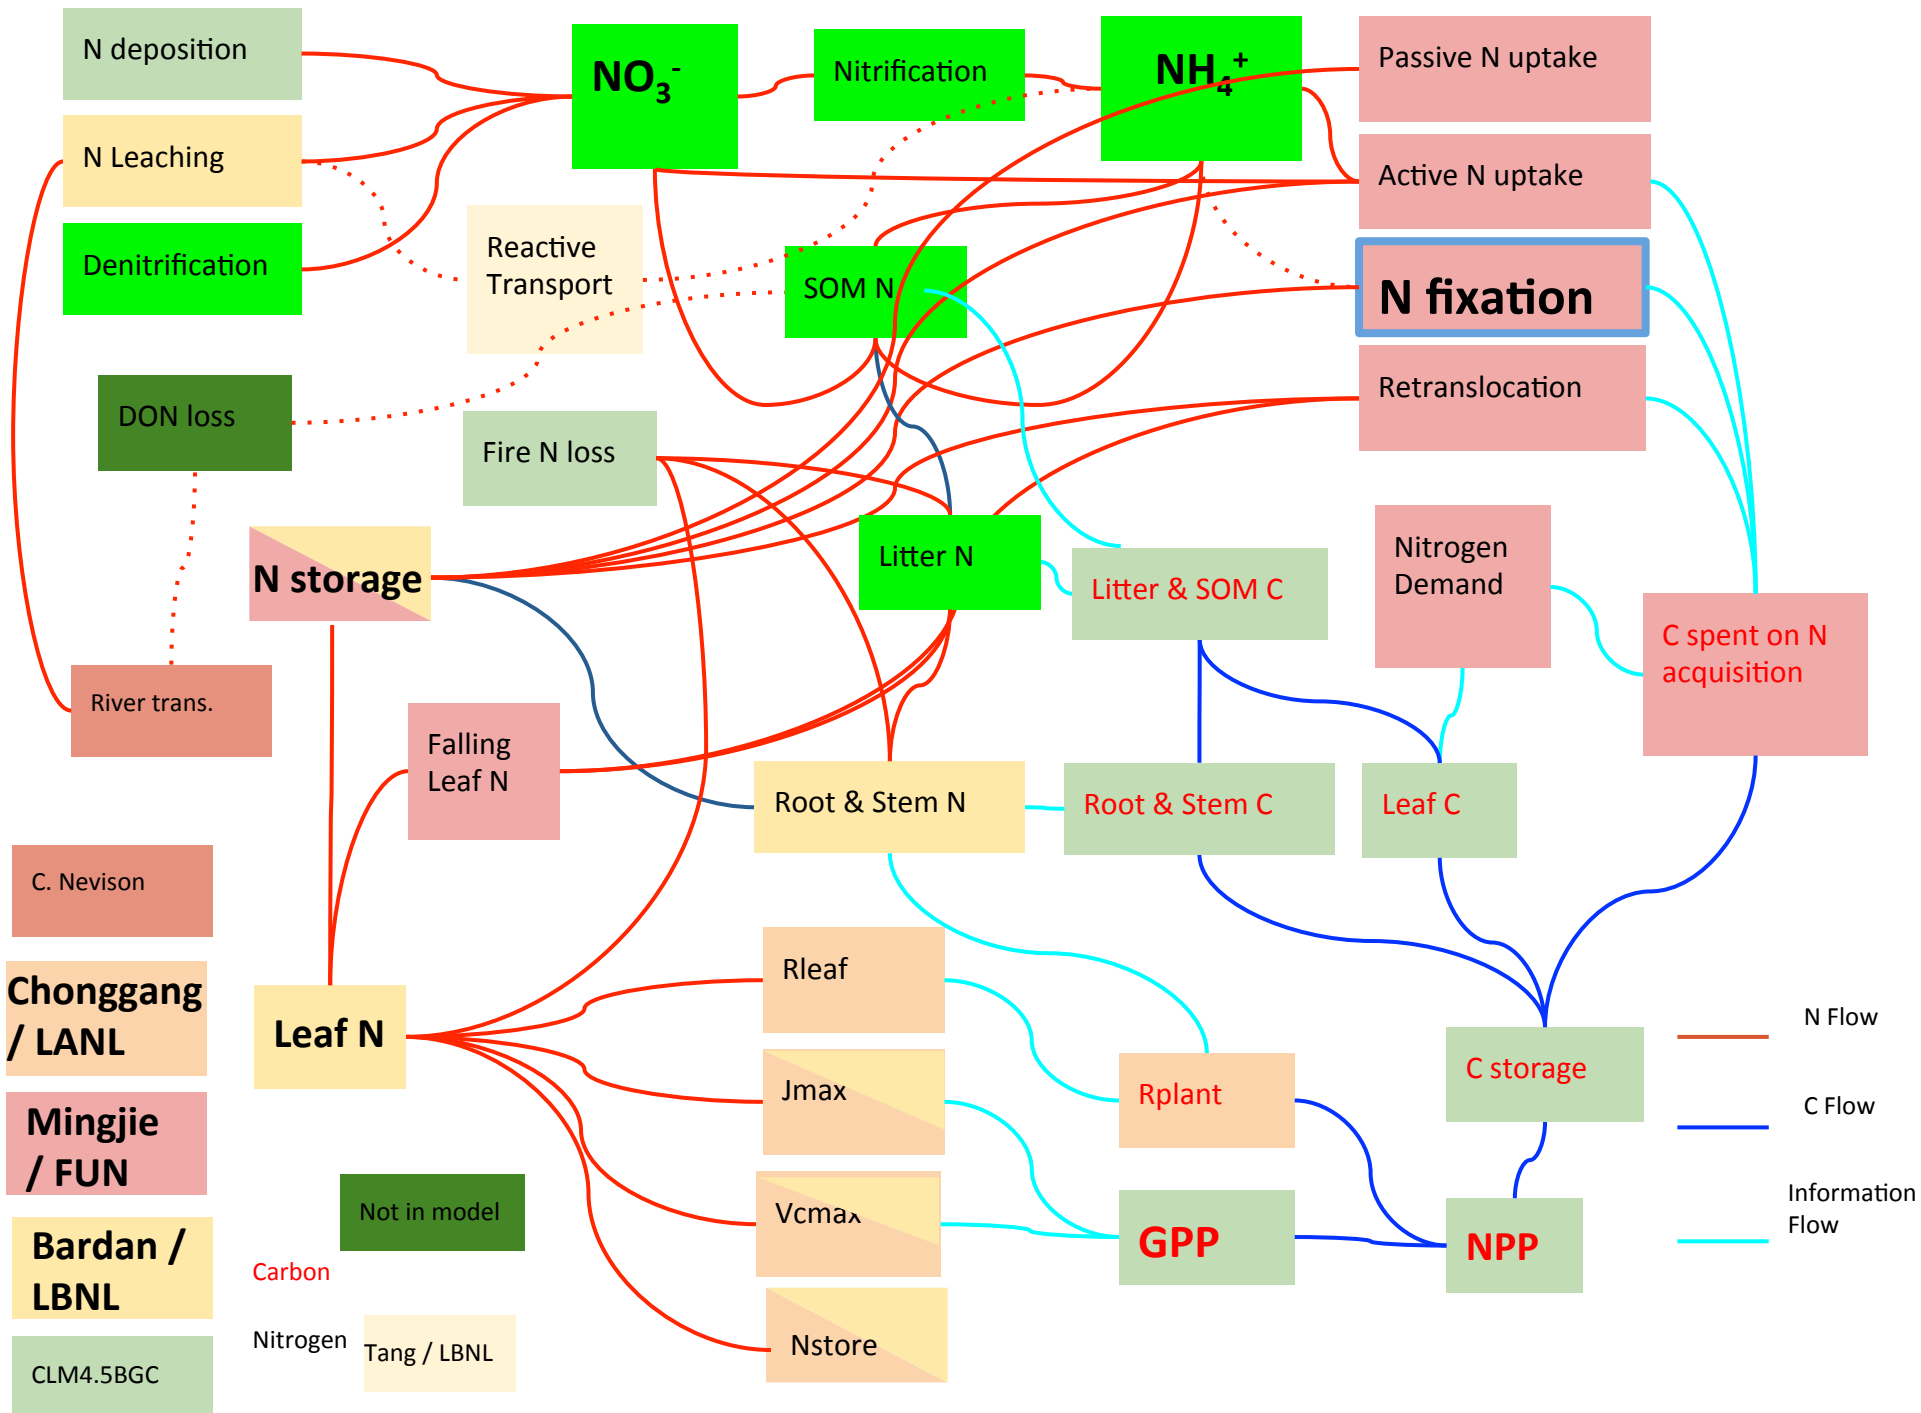 N deposition
NO3-
Nitrification
NH4+
Passive N uptake
N Leaching
Active N uptake
Denitrification
Reactive
Transport
SOM N
N fixation
DON loss
Fire N loss
Retranslocation
N storage
Litter N
Litter & SOM C
Nitrogen
Demand
C spent on N
acquisition
River trans.
Falling
Leaf N
Root & Stem N
Root & Stem C
Leaf C
C. Nevison
Chonggang
/ LANL
Leaf N
Rleaf
Jmax
Rplant
C storage
N Flow
C Flow
Mingjie
/ FUN
Not in model
Vcmax
GPP
NPP
Information
Flow
Bardan /
LBNL
Carbon
Nitrogen
Tang / LBNL
Nstore
CLM4.5BGC